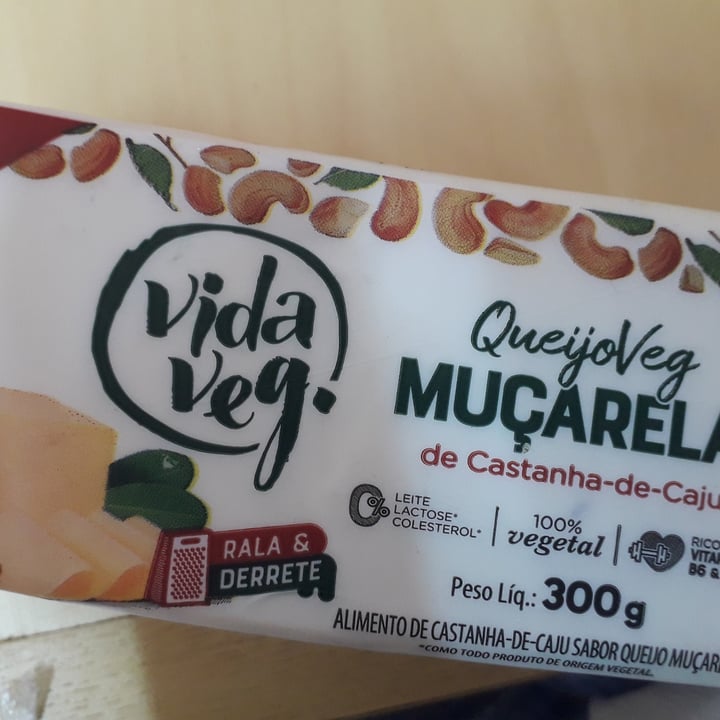 vida
veg.
QueijoVeg
MUÇARELA
de Castanha-de-Caju
0%
LEITE
LACTOSE*
COLESTEROL*
100%
vegetal
B6 &
RALA &
DERRETE
Peso Líq.: 300g
ALIMENTO DE CASTANHA-DE-CAJU SABOR QUEIJO
*COMO TODO PRODUTO DE ORIGEM VEGETAL.